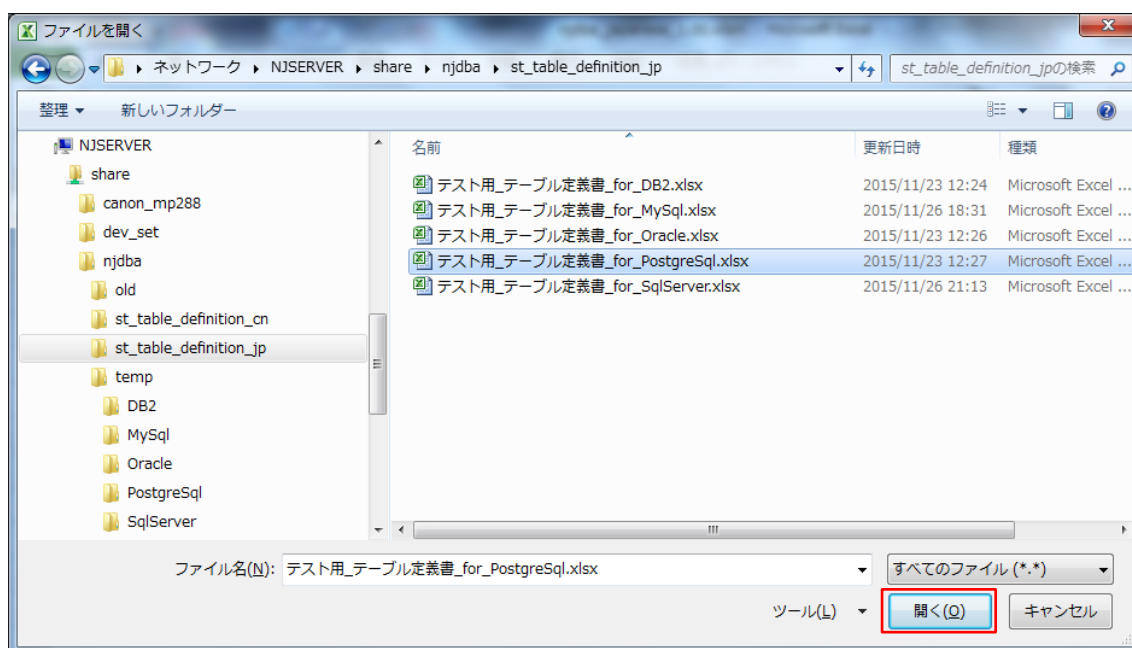 ファイルを開く
ネットワーク ▸ NJSERVER ▸ share ▸ njdba ▸ st_table_definition_jp
st_table_definition_jpの検索
整理 新しいフォルダー
NJSERVER
share
canon_mp288
dev_set
njdba
old
st_table_definition_cn
st_table_definition_jp
temp
DB2
MySql
Oracle
PostgreSql
SqlServer
名前 更新日時 種類
テスト用_テーブル定義書_for_DB2.xlsx 2015/11/23 12:24 Microsoft Excel ...
テスト用_テーブル定義書_for_MySql.xlsx 2015/11/26 18:31 Microsoft Excel ...
テスト用_テーブル定義書_for_Oracle.xlsx 2015/11/23 12:26 Microsoft Excel ...
テスト用_テーブル定義書_for_PostgreSql.xlsx 2015/11/23 12:27 Microsoft Excel ...
テスト用_テーブル定義書_for_SqlServer.xlsx 2015/11/26 21:13 Microsoft Excel ...
ファイル名(N): テスト用_テーブル定義書_for_PostgreSql.xlsx すべてのファイル (*.*)
ツール(L) 開く(O) キャンセル